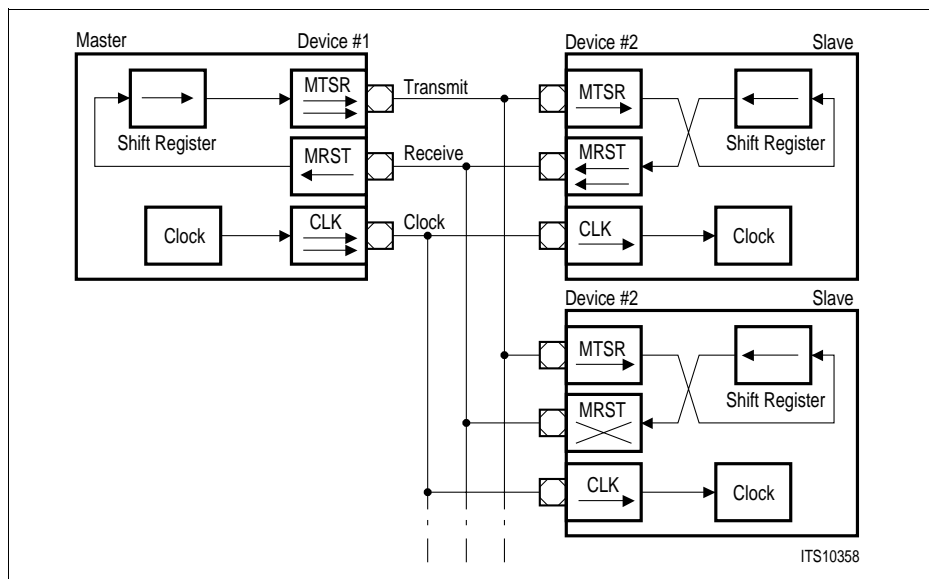 Master Device #1
MTSR
Transmit
Shift Register
MRST
Receive
Clock
CLK
Clock
Device #2 Slave
MTSR
Shift Register
MRST
CLK
Clock
Device #2 Slave
MTSR
Shift Register
MRST
CLK
Clock
ITS10358